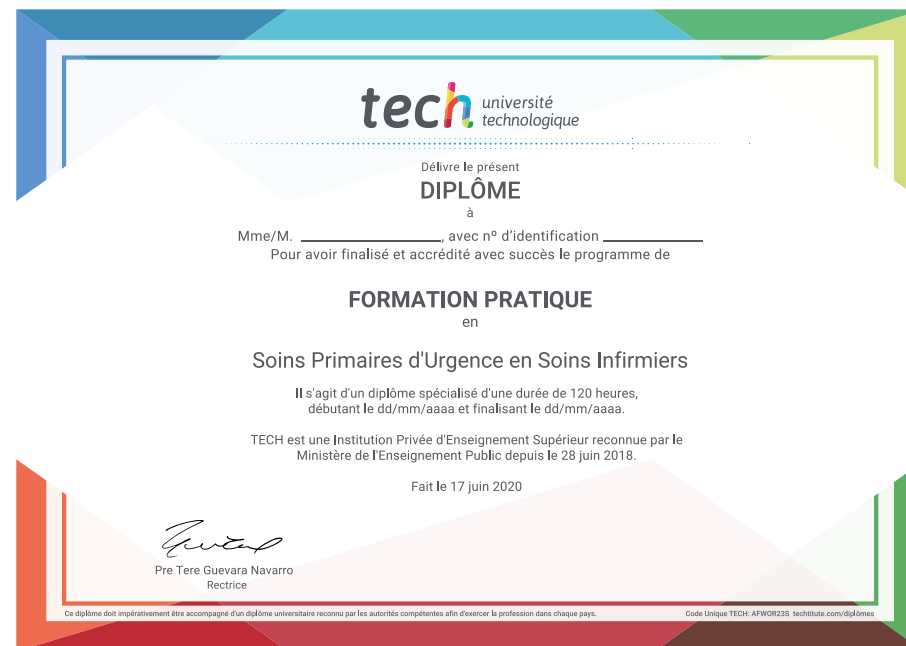 tech université
technologique
Délivre le présent
DIPLÔME
à
Mme/M. ____________________, avec nº d'identification ______________
Pour avoir finalisé et accrédité avec succès le programme de
FORMATION PRATIQUE
en
Soins Primaires d'Urgence en Soins Infirmiers
Il s'agit d'un diplôme spécialisé d'une durée de 120 heures,
débutant le dd/mm/aaaa et finalisant le dd/mm/aaaa.
TECH est une Institution Privée d'Enseignement Supérieur reconnue par le
Ministère de l'Enseignement Public depuis le 28 juin 2018.
Fait le 17 juin 2020
Pre Tere Guevara Navarro
Rectrice
Ce diplôme doit impérativement être accompagné d'un diplôme universitaire reconnu par les autorités compétentes afin d'exercer la profession dans chaque pays.
Code Unique TECH: AFWOR23S techtitute.com/diplômes